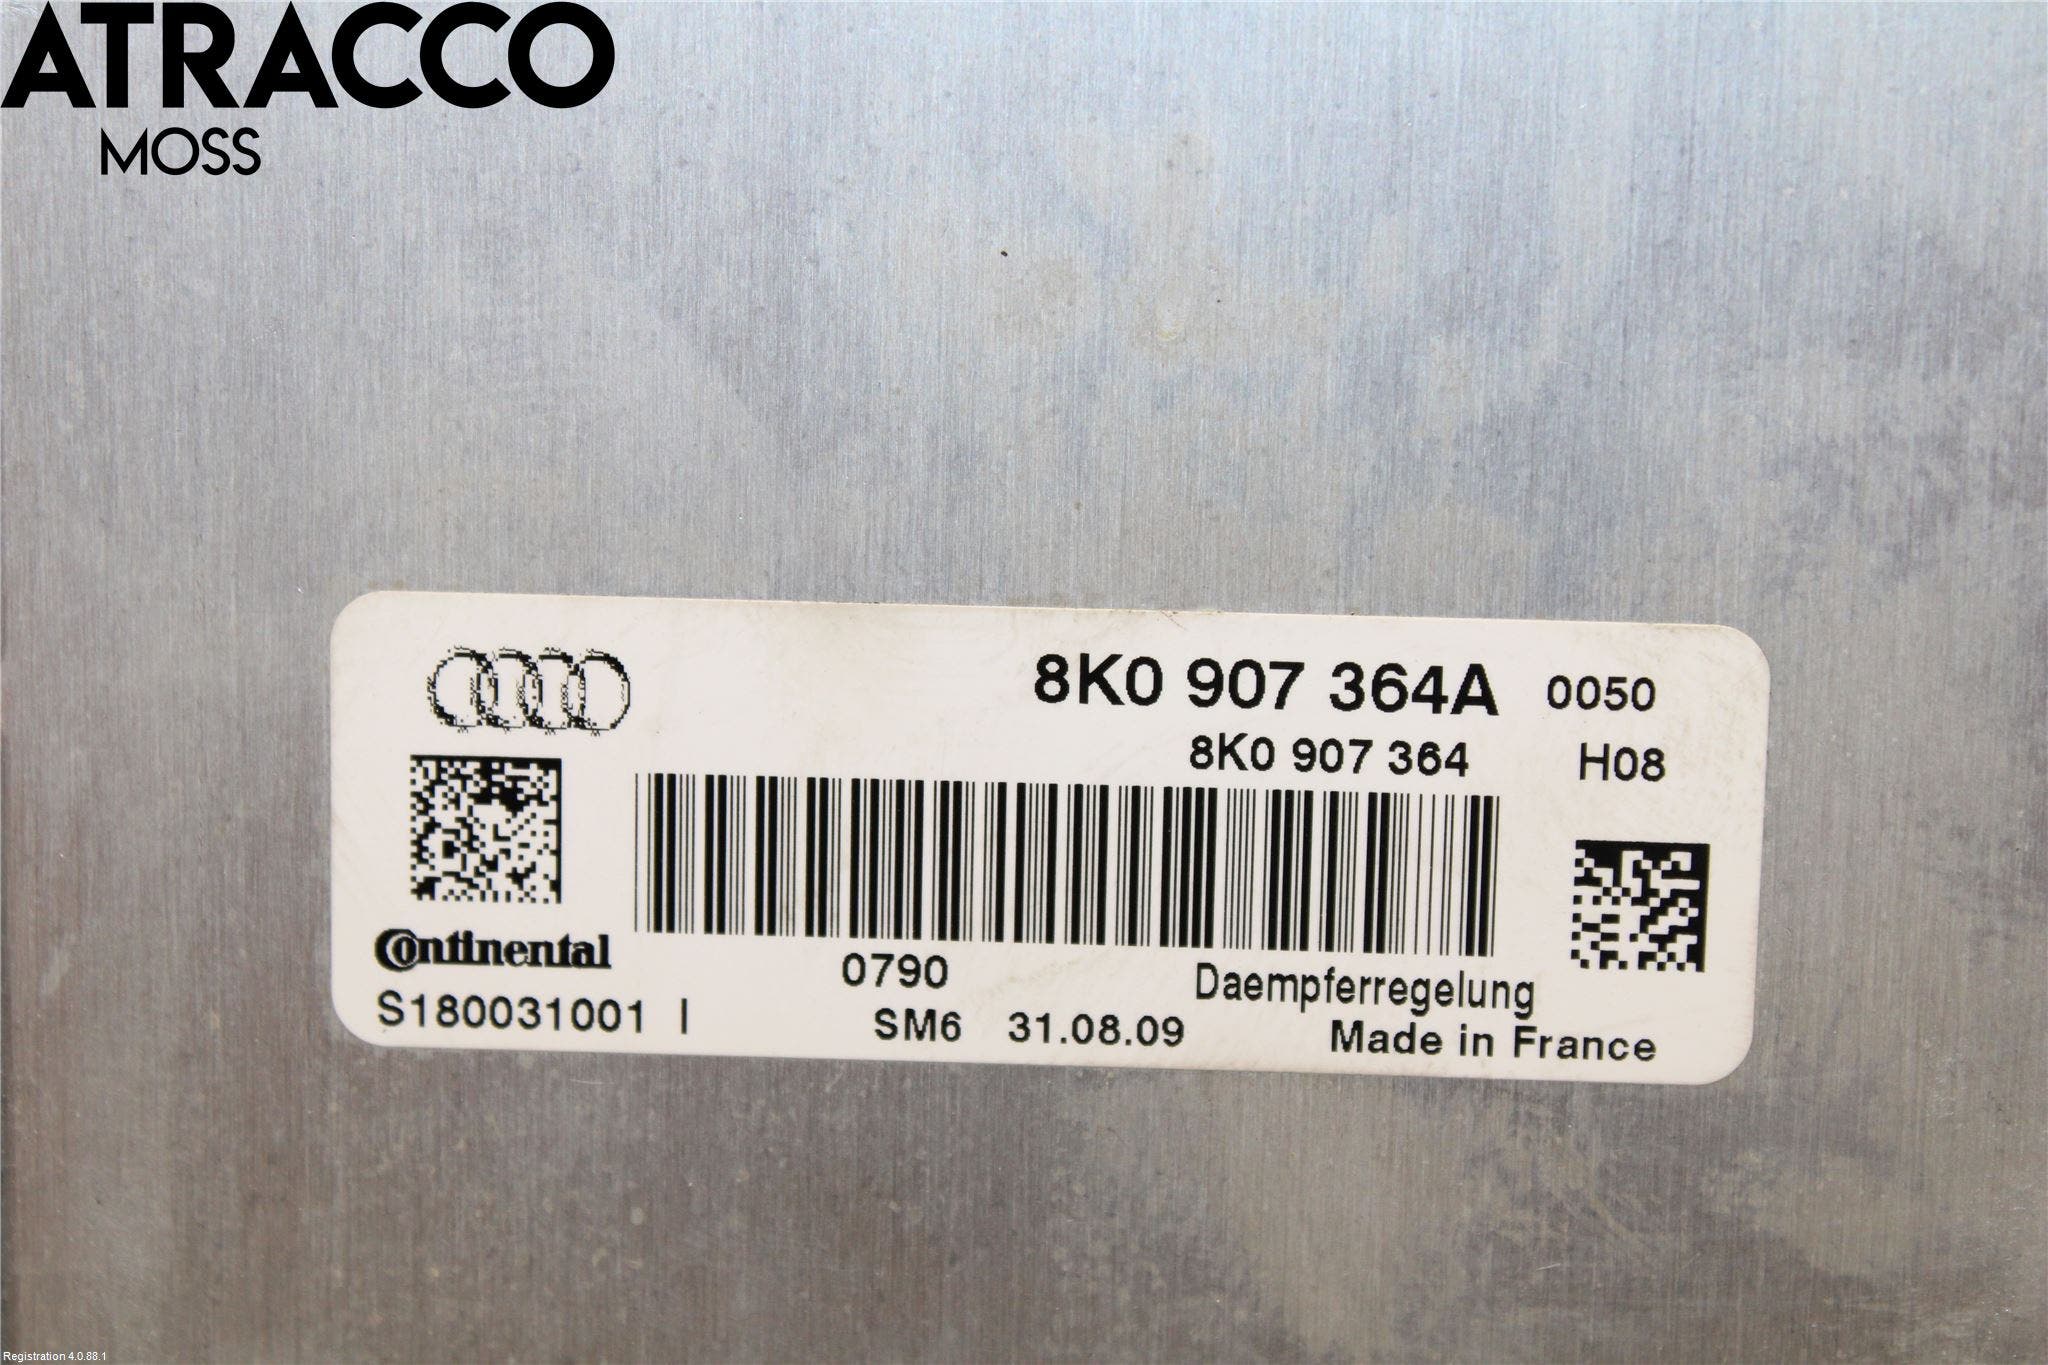 ATRACCO
MOSS
8K0 907 364A 0050
8K0 907 364 H08
Continental
0790 Daempferregelung
S180031001 I SM6 31.08.09 Made in France
Registration 4.0.88.1